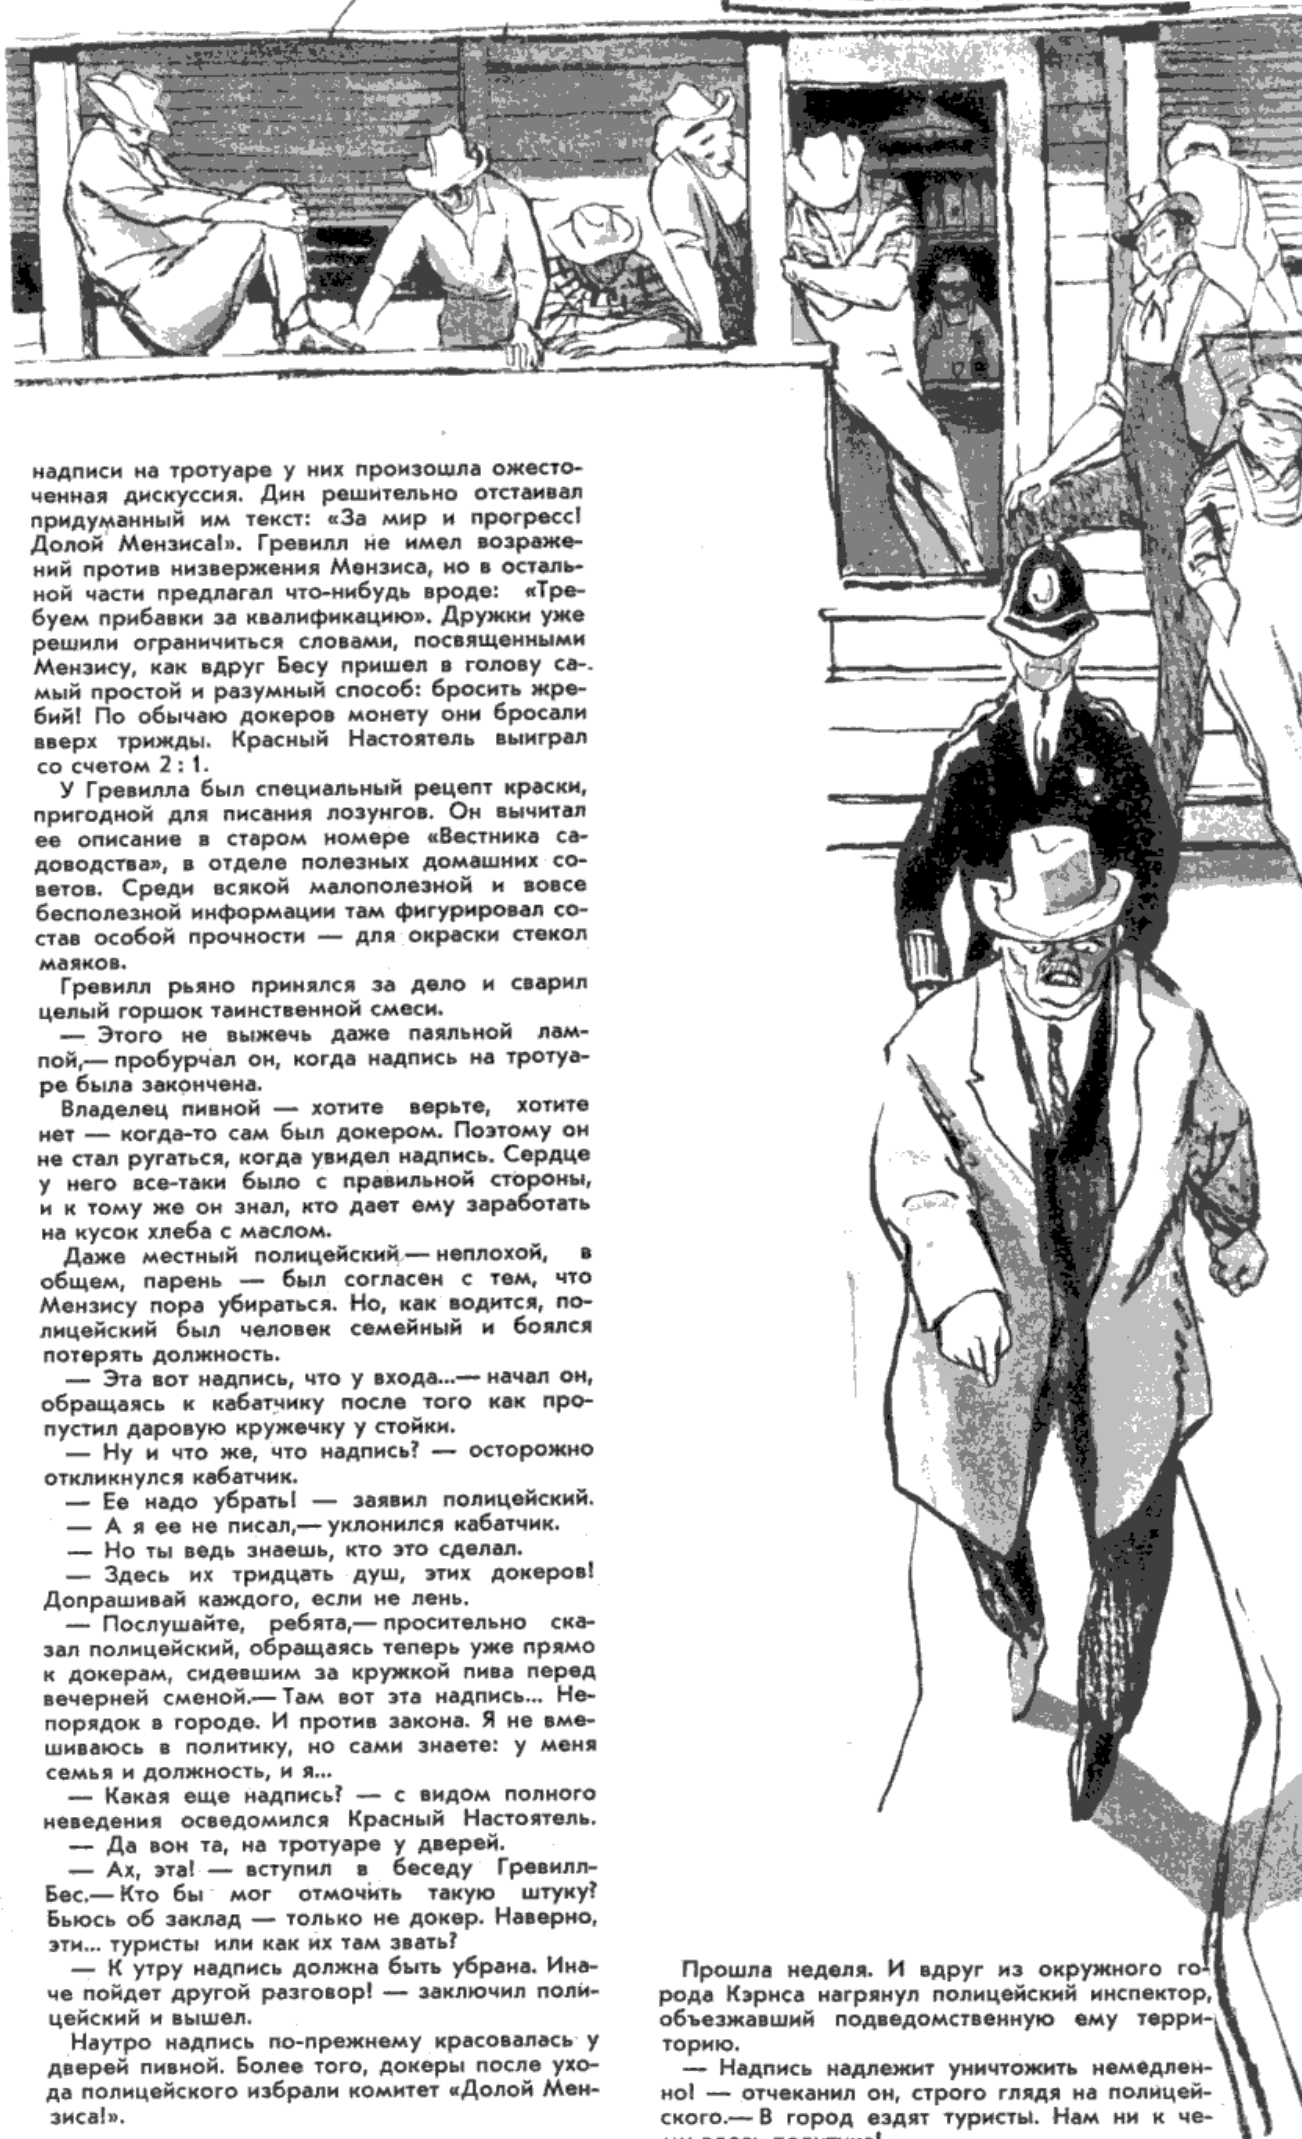 надписи на тротуаре у них произошла ожесто-
ченная дискуссия. Дин решительно отстаивал
придуманный им текст: «За мир и прогресс!
Долой Мензиса!». Гревилл не имел возраже-
ний против низвержения Мензиса, но в осталь-
ной части предлагал что-нибудь вроде: «Тре-
буем прибавки за квалификацию». Дружки уже
решили ограничиться словами, посвященными
Мензису, как вдруг Бесу пришел в голову са-
мый простой и разумный способ: бросить жре-
бий! По обычаю докеров монету они бросали
вверх трижды. Красный Настоятель выиграл
со счетом 2 : 1.
У Гревилла был специальный рецепт краски,
пригодной для писания лозунгов. Он вычитал
ее описание в старом номере «Вестника са-
доводства», в отделе полезных домашних со-
ветов. Среди всякой малополезной и вовсе
бесполезной информации там фигурировал со-
став особой прочности — для окраски стекол
маяков.
Гревилл рьяно принялся за дело и сварил
целый горшок таинственной смеси.
— Этого не выжечь даже паяльной лам-
пой,— пробурчал он, когда надпись на тротуа-
ре была закончена.
Владелец пивной — хотите верьте, хотите
нет — когда-то сам был докером. Поэтому он
не стал ругаться, когда увидел надпись. Сердце
у него все-таки было с правильной стороны,
и к тому же он знал, кто дает ему заработать
на кусок хлеба с маслом.
Даже местный полицейский — неплохой, в
общем, парень — был согласен с тем, что
Мензису пора убираться. Но, как водится, по-
лицейский был человек семейный и боялся
потерять должность.
— Эта вот надпись, что у входа...— начал он,
обращаясь к кабатчику после того как про-
пустил даровую кружечку у стойки.
— Ну и что же, что надпись? — осторожно
откликнулся кабатчик.
— Ее надо убрать! — заявил полицейский.
— А я ее не писал,— уклонился кабатчик.
— Но ты ведь знаешь, кто это сделал.
— Здесь их тридцать душ, этих докеров!
Допрашивай каждого, если не лень.
— Послушайте, ребята,— просительно ска-
зал полицейский, обращаясь теперь уже прямо
к докерам, сидевшим за кружкой пива перед
вечерней сменой.— Там вот эта надпись... Не-
порядок в городе. И против закона. Я не вме-
шиваюсь в политику, но сами знаете: у меня
семья и должность, и я...
— Какая еще надпись? — с видом полного
неведения осведомился Красный Настоятель.
— Да вон та, на тротуаре у дверей.
— Ах, эта! — вступил в беседу Гревилл-
Бес.— Кто бы мог отмочить такую штуку?
Бьюсь об заклад — только не докер. Наверно,
эти... туристы или как их там звать?
— К утру надпись должна быть убрана. Ина-
че пойдет другой разговор! — заключил поли-
цейский и вышел.
Наутро надпись по-прежнему красовалась у
дверей пивной. Более того, докеры после ухо-
да полицейского избрали комитет «Долой Мен-
зиса!».
Прошла неделя. И вдруг из окружного го-
рода Кэрнса нагрянул полицейский инспектор,
объезжавший подведомственную ему терри-
торию.
— Надпись надлежит уничтожить немедлен-
но! — отчеканил он, строго глядя на полицей-
ского.— В город ездят туристы. Нам ни к че-